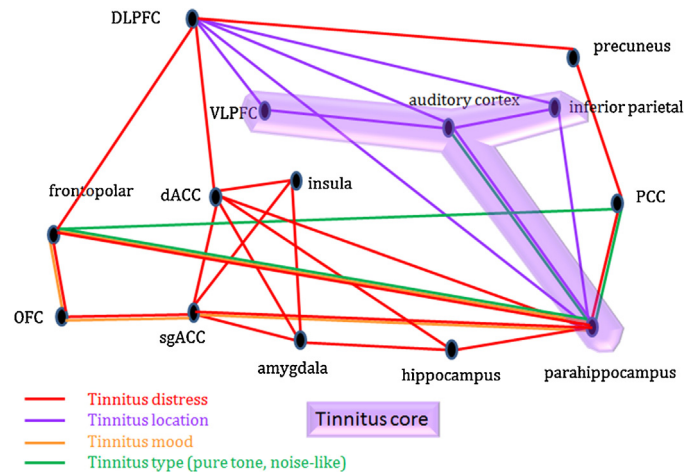 DLPFC
precuneus
auditory cortex
VLPFC
inferior parietal
insula
frontopolar
dACC
PCC
OFC
sgACC
amygdala
hippocampus
parahippocampus
Tinnitus distress
Tinnitus location
Tinnitus mood
Tinnitus type (pure tone, noise-like)
Tinnitus core